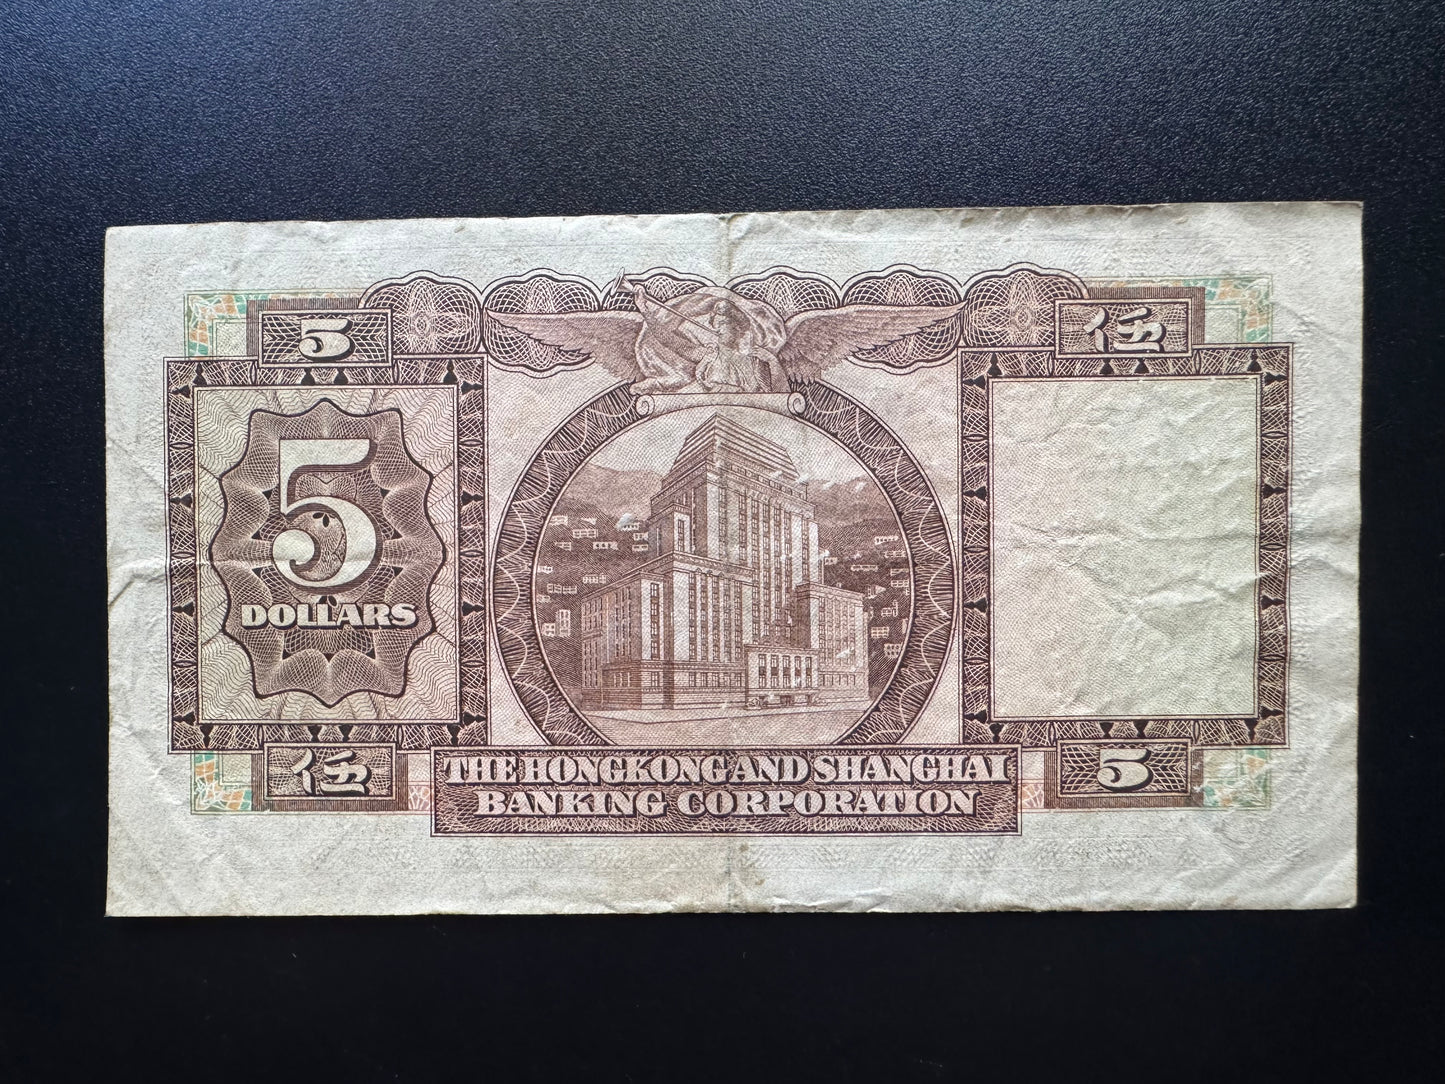 5
伍
5
DOLLARS
伍
THE HONGKONG AND SHANGHAI
BANKING CORPORATION
5